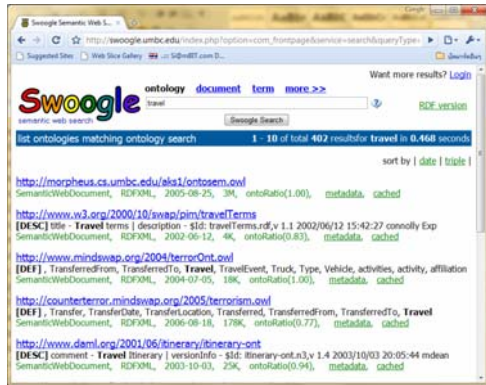 Google
Swoogle Semantic Web S...
http://swoogle.umbc.edu/index.php?option=com_frontpage&service=search&queryType=
Suggested Sites Web Slice Gallery
Want more results? Login
ontology document term more >>
Swoogle
semantic web search
travel
Swoogle Search
RDF version
list ontologies matching ontology search 1 - 10 of total 402 resultsfor travel in 0.468 seconds
sort by | date | triple |
http://morpheus.cs.umbc.edu/aks1/ontosem.owl
SemanticWebDocument, RDFXML, 2005-08-25, 3M, ontoRatio(1.00), metadata, cached
http://www.w3.org/2000/10/swap/pim/travelTerms
[DESC] title - Travel terms | description - $Id: travelTerms.rdf,v 1.1 2002/06/12 15:42:27 connolly Exp
SemanticWebDocument, RDFXML, 2002-06-12, 4K, ontoRatio(0.83), metadata, cached
http://www.mindswap.org/2004/terrorOnt.owl
[DEF] , TransferredFrom, TransferredTo, Travel, TravelEvent, Truck, Type, Vehicle, activities, activity, affiliation
SemanticWebDocument, RDFXML, 2004-07-05, 18K, ontoRatio(1.00), metadata, cached
http://counterterror.mindswap.org/2005/terrorism.owl
[DEF] , Transfer, TransferDate, TransferLocation, Transferred, TransferredFrom, TransferredTo, Travel
SemanticWebDocument, RDFXML, 2006-08-18, 178K, ontoRatio(0.77), metadata, cached
http://www.daml.org/2001/06/itinerary/itinerary-ont
[DESC] comment - Travel Itinerary | versionInfo - $Id: itinerary-ont.n3,v 1.4 2003/10/03 20:05:44 mdean
SemanticWebDocument, RDFXML, 2003-10-03, 25K, ontoRatio(0.94), metadata, cached